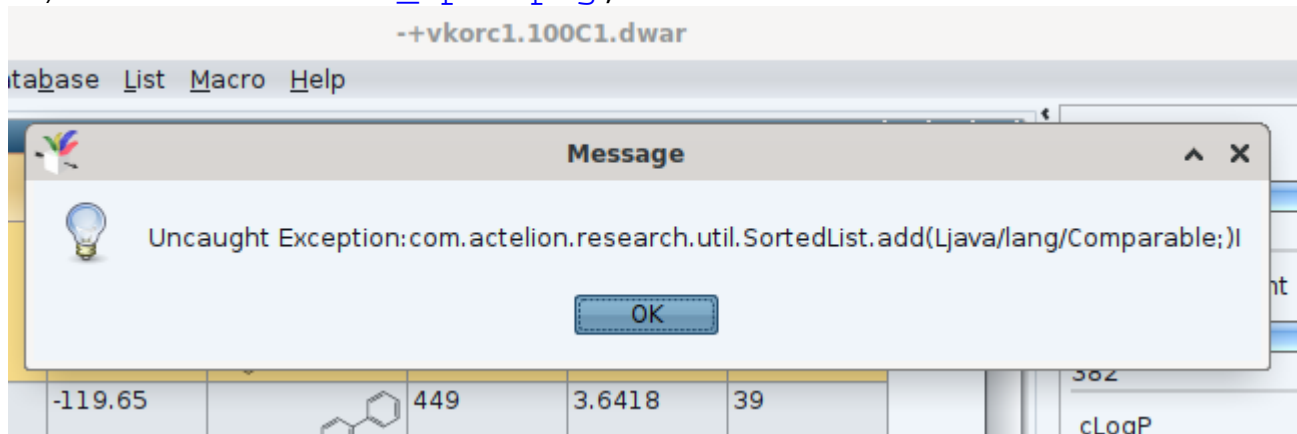 -+vkorc1.100C1.dwar
tabase List Macro Help
Message
Uncaught Exception:com.actelion.research.util.SortedList.add(Ljava/lang/Comparable;)I
OK
nt
382
-119.65 449 3.6418 39
cLogP